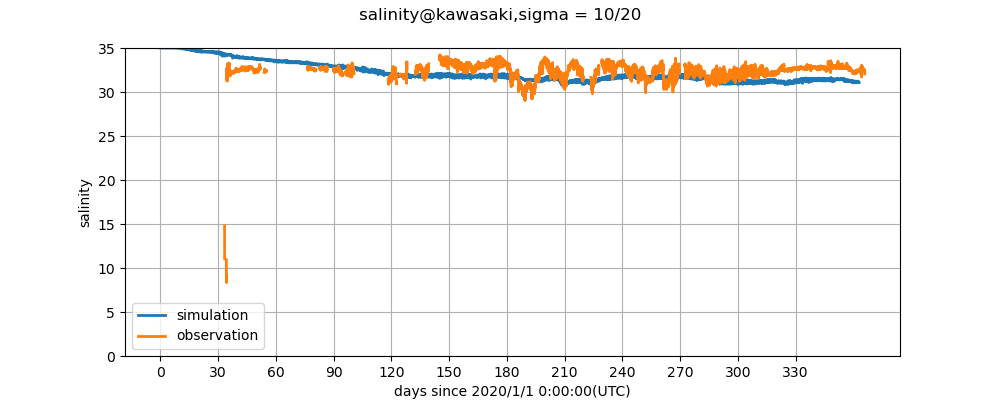 salinity@kawasaki,sigma = 10/20
35
30
25
20
15
10
5
0
salinity
simulation
observation
0 30 60 90 120 150 180 210 240 270 300 330
days since 2020/1/1 0:00:00(UTC)